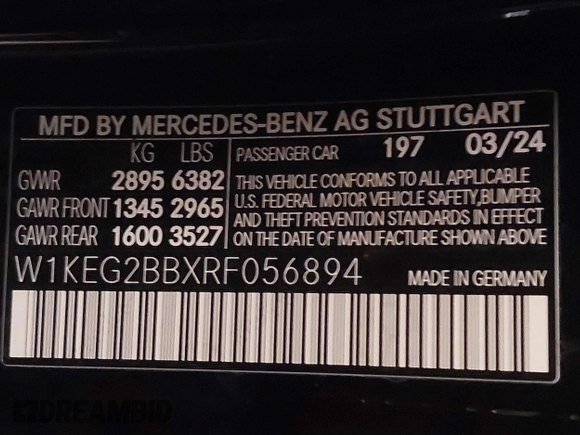 MFD BY MERCEDES-BENZ AG STUTTGART
KG LBS
GVWR 2895 6382
GAWR FRONT 1345 2965
GAWR REAR 1600 3527
PASSENGER CAR 197 03/24
THIS VEHICLE CONFORMS TO ALL APPLICABLE
U.S. FEDERAL MOTOR VEHICLE SAFETY,BUMPER
AND THEFT PREVENTION STANDARDS IN EFFECT
ON THE DATE OF MANUFACTURE SHOWN ABOVE
W1KEG2BBXRF056894 MADE IN GERMANY
DREAMBID